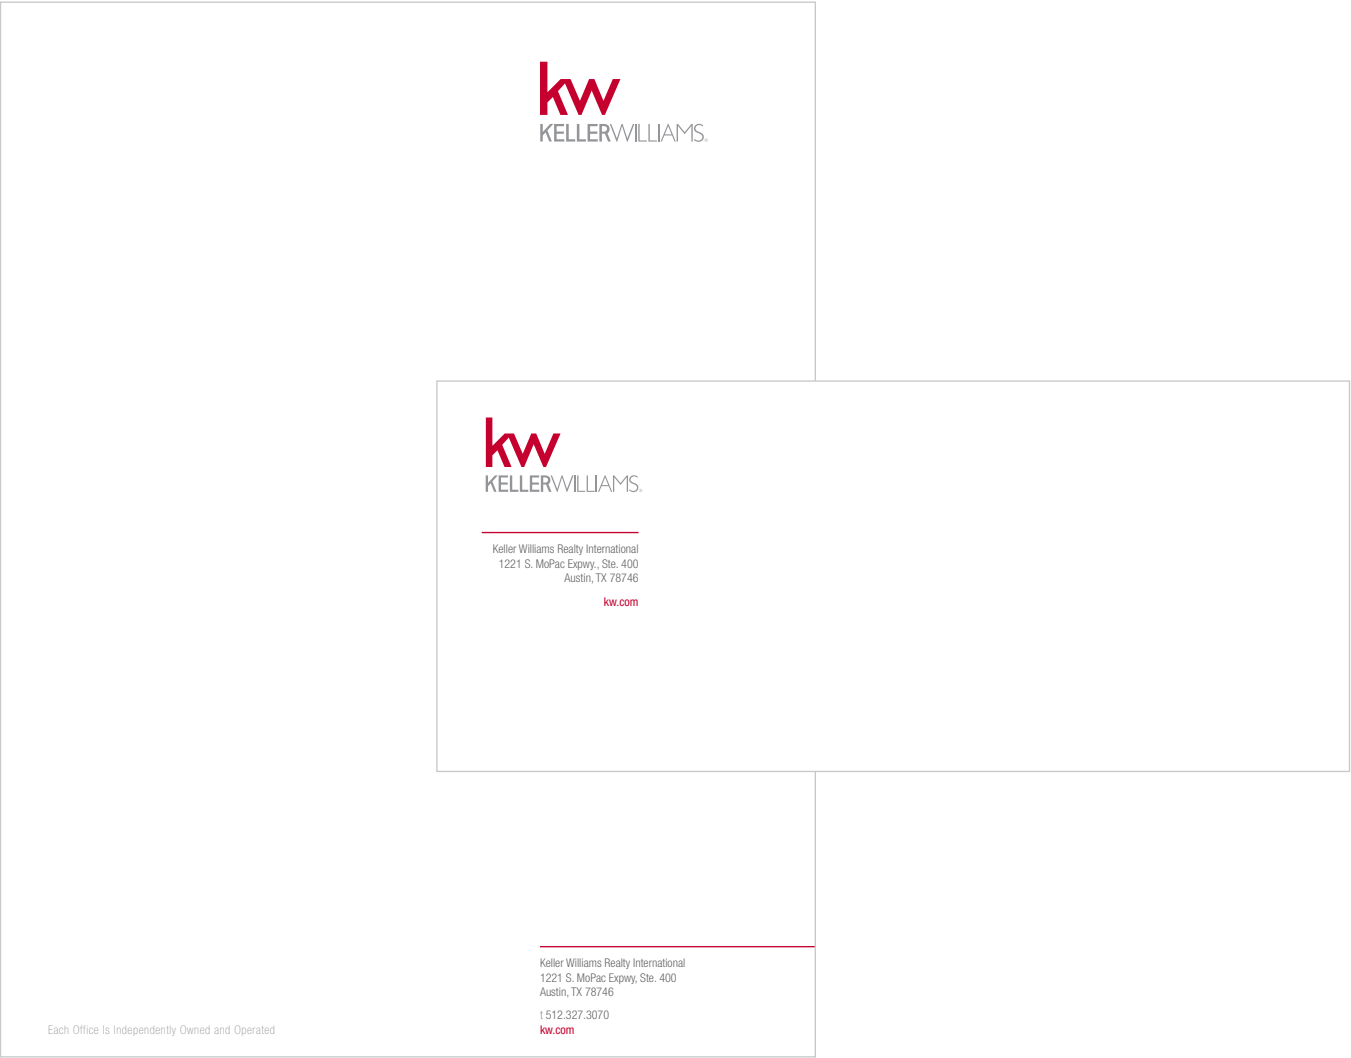 kw
KELLERWILLIAMS®
kw
KELLERWILLIAMS®
Keller Williams Realty International
1221 S. MoPac Expwy., Ste. 400
Austin, TX 78746
kw.com
Keller Williams Realty International
1221 S. MoPac Expwy, Ste. 400
Austin, TX 78746
t 512.327.3070
kw.com
Each Office Is Independently Owned and Operated